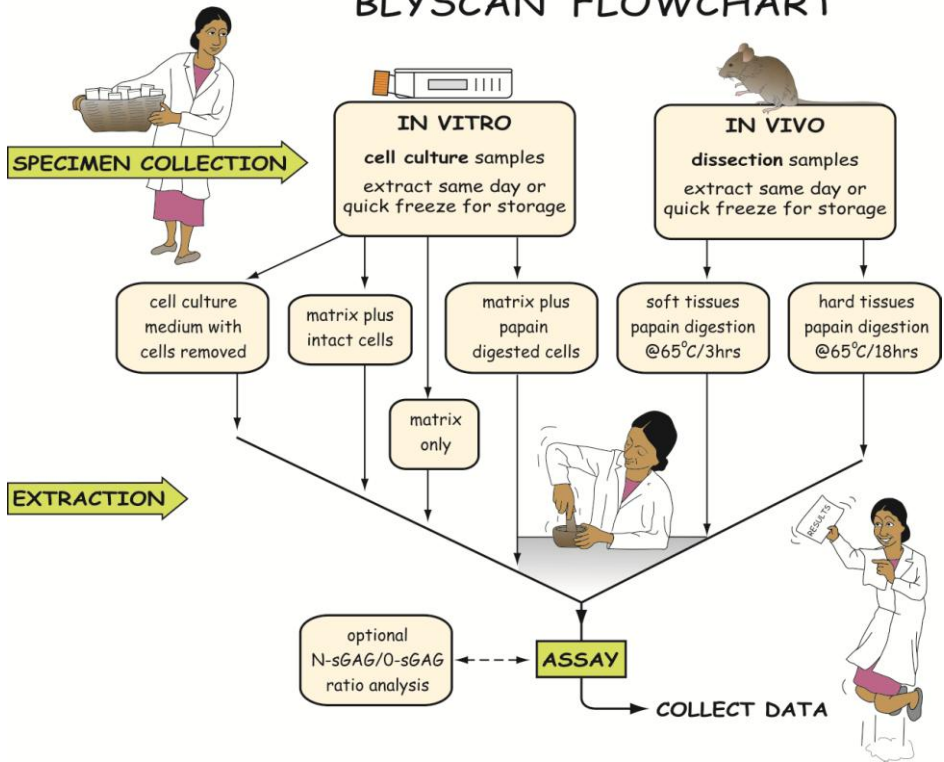 BLYSCAN FLOWCHART
SPECIMEN COLLECTION
IN VITRO
cell culture samples
extract same day or
quick freeze for storage
IN VIVO
dissection samples
extract same day or
quick freeze for storage
cell culture
medium with
cells removed
matrix plus
intact cells
matrix plus
papain
digested cells
soft tissues
papain digestion
@65°C/3hrs
hard tissues
papain digestion
@65°C/18hrs
matrix
only
EXTRACTION
RESULTS
optional
N-sGAG/O-sGAG
ratio analysis
ASSAY
COLLECT DATA